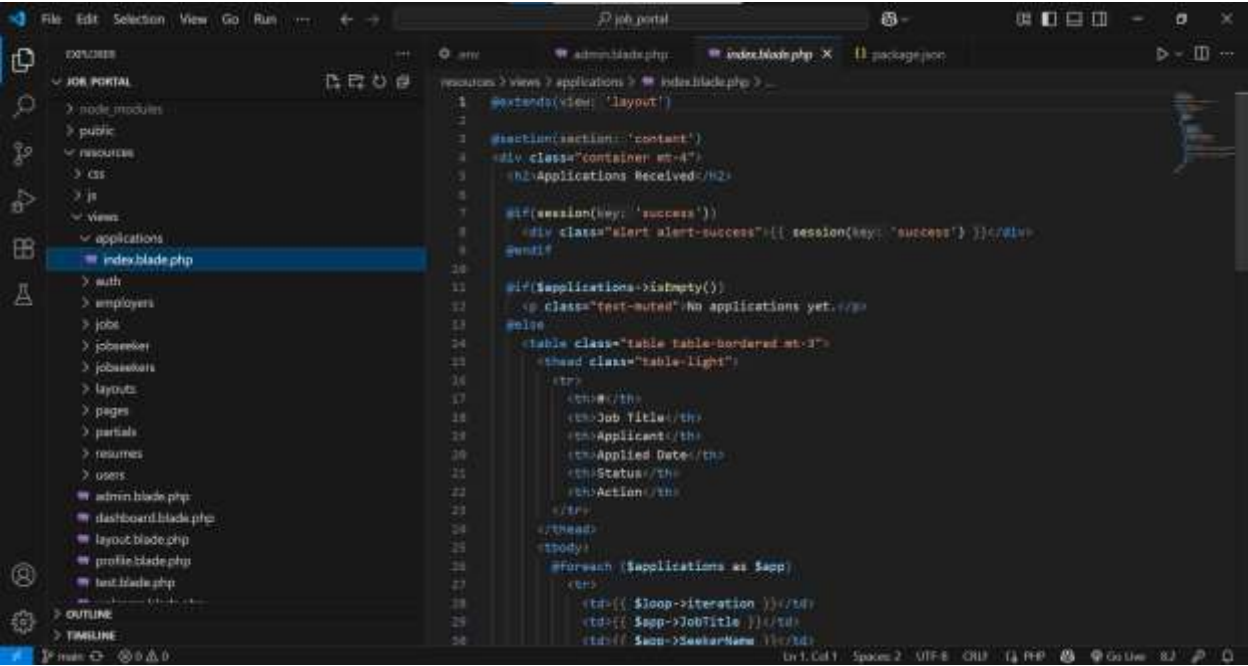 File Edit Selection View Go Run ···
job_portal
EXPLORER
JOB PORTAL
node_modules
public
resources
css
js
views
applications
index.blade.php
auth
employers
jobs
jobseeker
jobseekers
layouts
pages
partials
resumes
users
admin.blade.php
dashboard.blade.php
layout.blade.php
profile.blade.php
test.blade.php
OUTLINE
TIMELINE
.env
admin.blade.php
index.blade.php
package.json
resources > views > applications > index.blade.php > ...
1 @extends(view: 'layout')
2
3 @section(section: 'content')
4 <div class="container mt-4">
5 <h2>Applications Received</h2>
6
7 @if(session(key: 'success'))
8 <div class="alert alert-success">{{ session(key: 'success') }}</div>
9 @endif
10
11 @if($applications->isEmpty())
12 <p class="text-muted">No applications yet.</p>
13 @else
14 <table class="table table-bordered mt-3">
15 <thead class="table-light">
16 <tr>
17 <th>#</th>
18 <th>Job Title</th>
19 <th>Applicant</th>
20 <th>Applied Date</th>
21 <th>Status</th>
22 <th>Action</th>
23 </tr>
24 </thead>
25 <tbody>
26 @foreach ($applications as $app)
27 <tr>
28 <td>{{ $loop->iteration }}</td>
29 <td>{{ $app->JobTitle }}</td>
30 <td>{{ $app->SeekerName }}</td>
main 0 0 Ln 1, Col 1 Spaces: 2 UTF-8 CRLF PHP Go Live 8.2